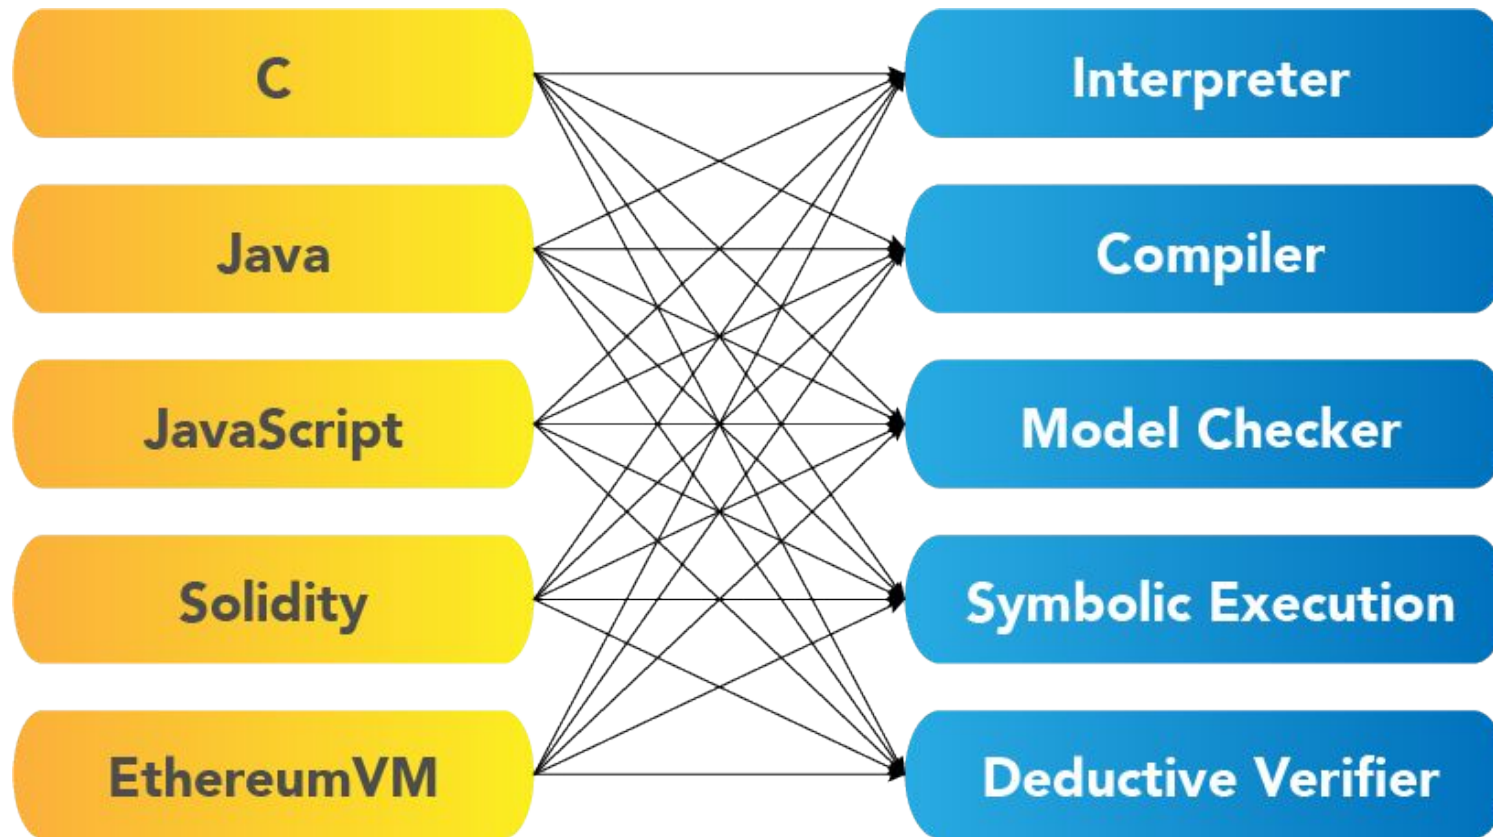 C
Interpreter
Java
Compiler
JavaScript
Model Checker
Solidity
Symbolic Execution
EthereumVM
Deductive Verifier